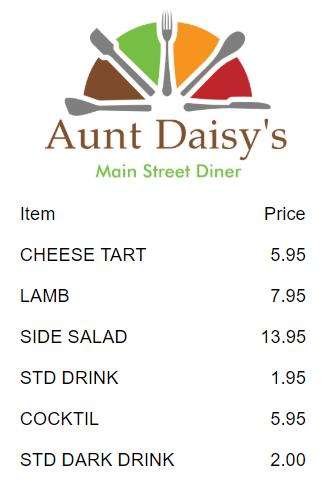 Aunt Daisy's
Main Street Diner
Item Price
CHEESE TART 5.95
LAMB 7.95
SIDE SALAD 13.95
STD DRINK 1.95
COCKTIL 5.95
STD DARK DRINK 2.00